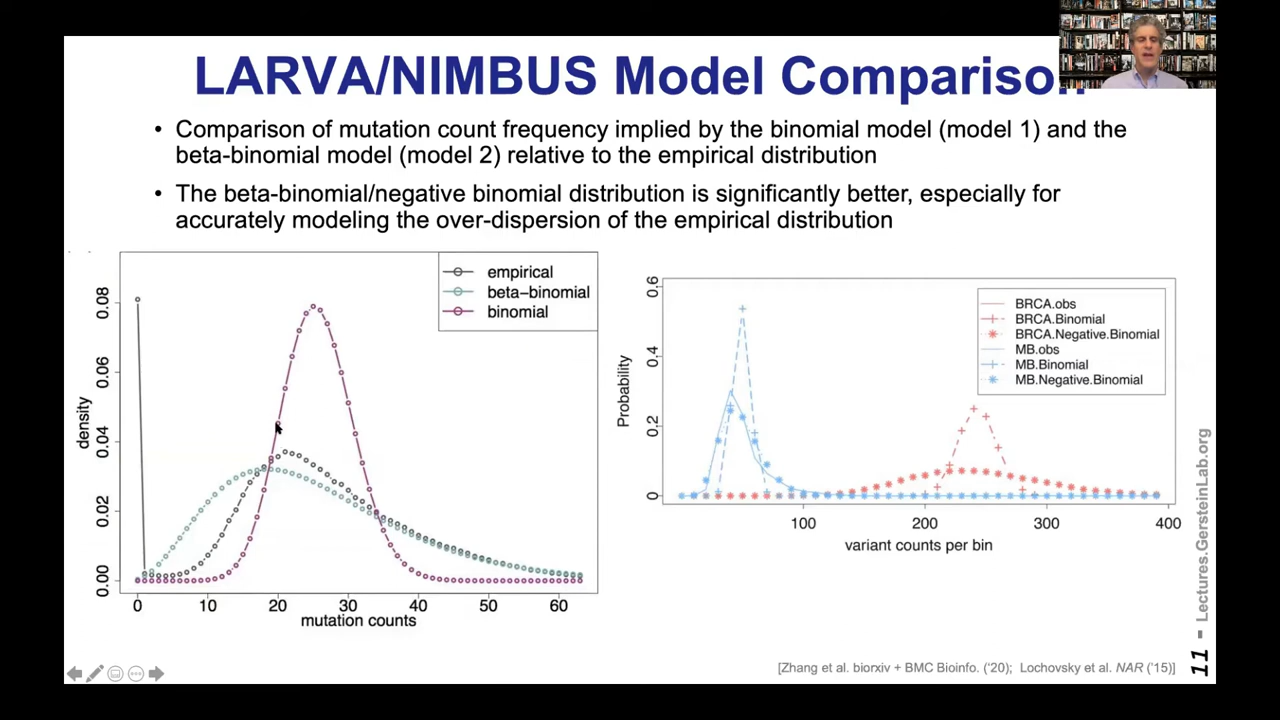 LARVA/NIMBUS Model Comparison
• Comparison of mutation count frequency implied by the binomial model (model 1) and the
beta-binomial model (model 2) relative to the empirical distribution
• The beta-binomial/negative binomial distribution is significantly better, especially for
accurately modeling the over-dispersion of the empirical distribution
empirical
beta−binomial
binomial
density
0.08
0.06
0.04
0.02
0.00
0 10 20 30 40 50 60
mutation counts
BRCA.obs
BRCA.Binomial
BRCA.Negative.Binomial
MB.obs
MB.Binomial
MB.Negative.Binomial
Probability
0.6
0.4
0.2
0
100 200 300 400
variant counts per bin
[Zhang et al. biorxiv + BMC Bioinfo. ('20); Lochovsky et al. NAR ('15)]
11 - Lectures.GersteinLab.org